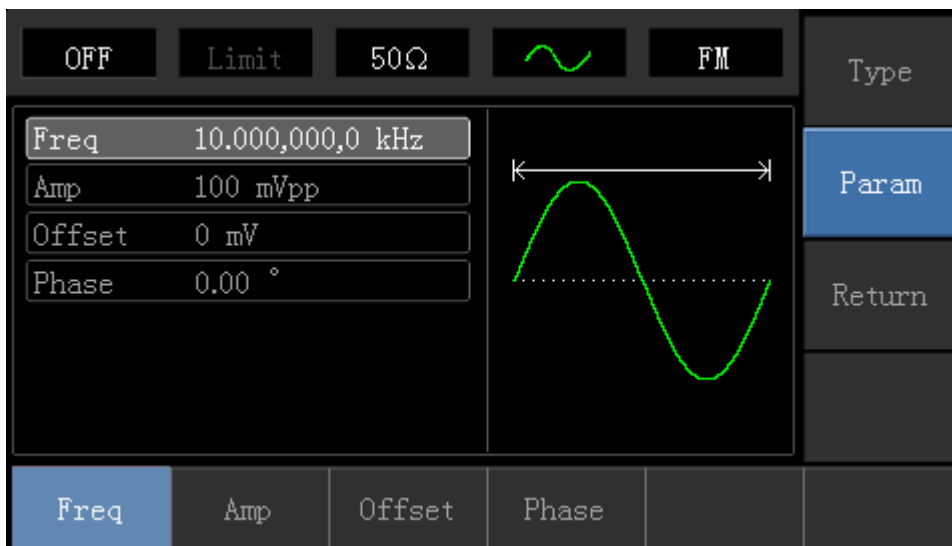 OFF Limit 50Ω FM
Type
Freq 10.000,000,0 kHz
Amp 100 mVpp
Param
Offset 0 mV
Phase 0.00 °
Return
Freq Amp Offset Phase